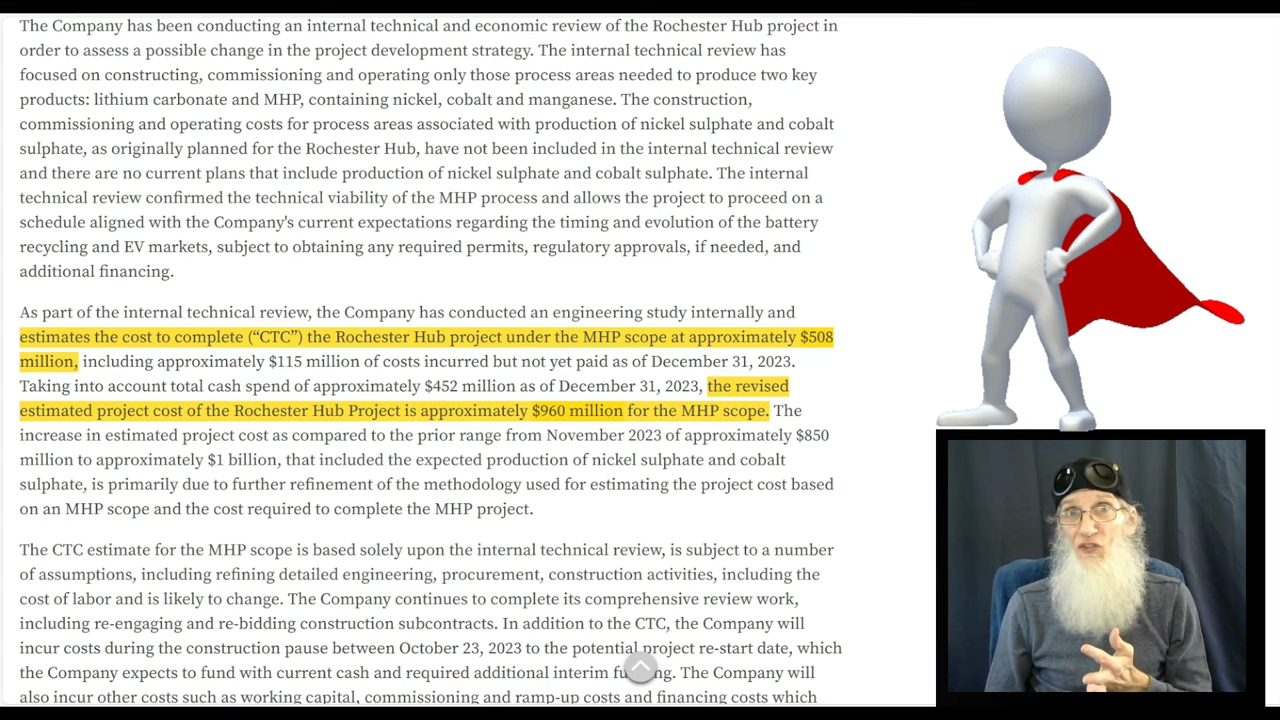 The Company has been conducting an internal technical and economic review of the Rochester Hub project in
order to assess a possible change in the project development strategy. The internal technical review has
focused on constructing, commissioning and operating only those process areas needed to produce two key
products: lithium carbonate and MHP, containing nickel, cobalt and manganese. The construction,
commissioning and operating costs for process areas associated with production of nickel sulphate and cobalt
sulphate, as originally planned for the Rochester Hub, have not been included in the internal technical review
and there are no current plans that include production of nickel sulphate and cobalt sulphate. The internal
technical review confirmed the technical viability of the MHP process and allows the project to proceed on a
schedule aligned with the Company's current expectations regarding the timing and evolution of the battery
recycling and EV markets, subject to obtaining any required permits, regulatory approvals, if needed, and
additional financing.
As part of the internal technical review, the Company has conducted an engineering study internally and
estimates the cost to complete (“CTC”) the Rochester Hub project under the MHP scope at approximately $508
million, including approximately $115 million of costs incurred but not yet paid as of December 31, 2023.
Taking into account total cash spend of approximately $452 million as of December 31, 2023, the revised
estimated project cost of the Rochester Hub Project is approximately $960 million for the MHP scope. The
increase in estimated project cost as compared to the prior range from November 2023 of approximately $850
million to approximately $1 billion, that included the expected production of nickel sulphate and cobalt
sulphate, is primarily due to further refinement of the methodology used for estimating the project cost based
on an MHP scope and the cost required to complete the MHP project.
The CTC estimate for the MHP scope is based solely upon the internal technical review, is subject to a number
of assumptions, including refining detailed engineering, procurement, construction activities, including the
cost of labor and is likely to change. The Company continues to complete its comprehensive review work,
including re-engaging and re-bidding construction subcontracts. In addition to the CTC, the Company will
incur costs during the construction pause between October 23, 2023 to the potential project re-start date, which
the Company expects to fund with current cash and required additional interim The Company will
also incur other costs such as working capital, commissioning and ramp-up costs and financing costs which